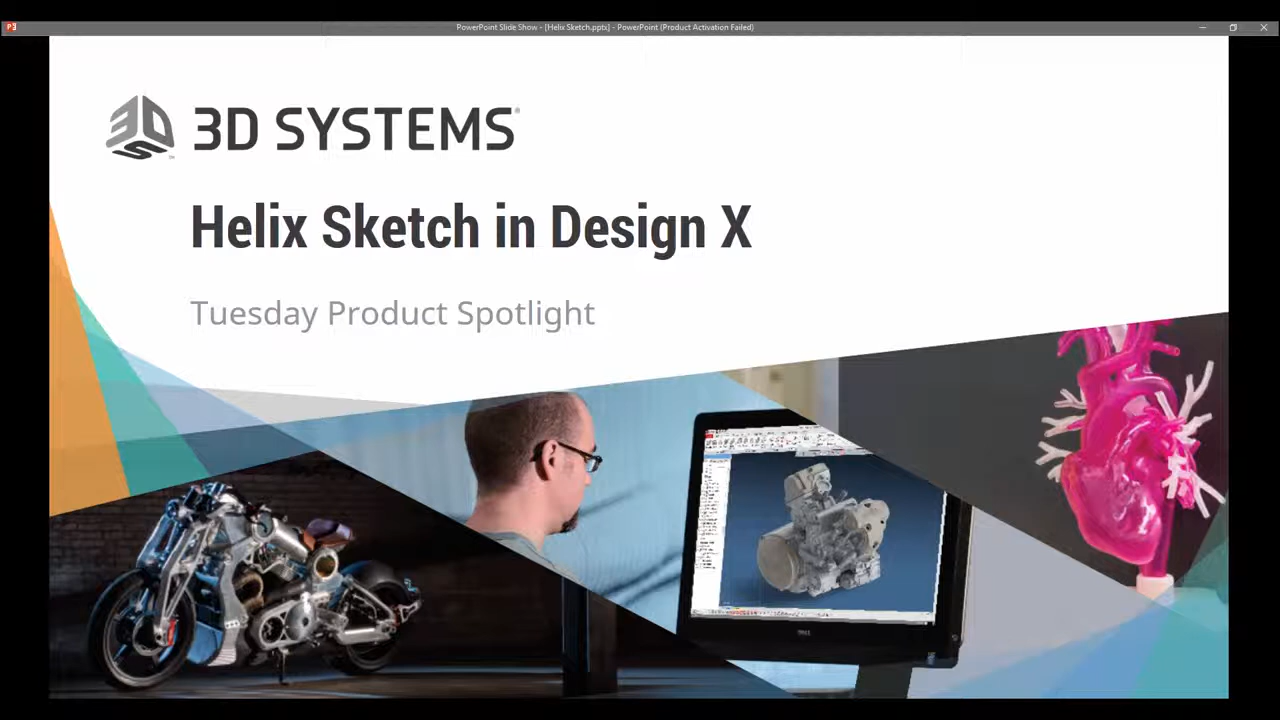 PowerPoint Slide Show - [Helix Sketch.pptx] - PowerPoint (Product Activation Failed)
3D SYSTEMS®
Helix Sketch in Design X
Tuesday Product Spotlight
DELL